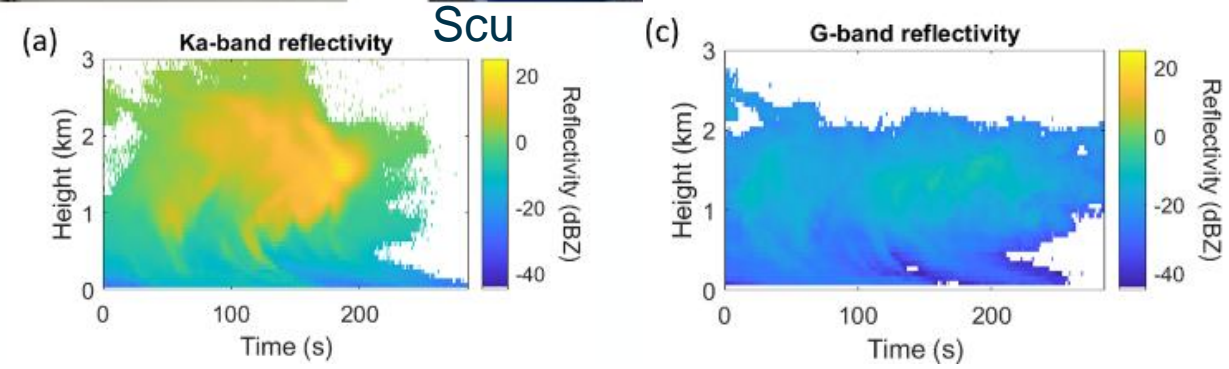 Scu
(a)
Ka-band reflectivity
3
2
1
0
Height (km)
0
100
200
Time (s)
20
0
-20
-40
Reflectivity (dBZ)
(c)
G-band reflectivity
3
2
1
0
Height (km)
0
100
200
Time (s)
20
0
-20
-40
Reflectivity (dBZ)